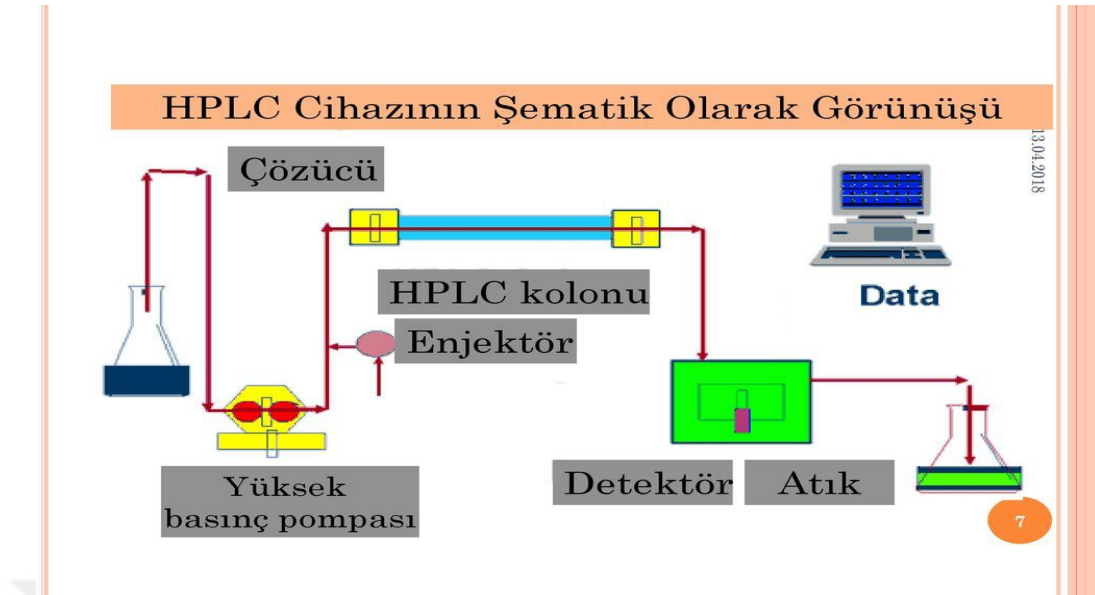 HPLC Cihazının Şematik Olarak Görünüşü
13.04.2018
Çözücü
HPLC kolonu
Enjektör
Data
Yüksek
basınç pompası
Detektör
Atık
7